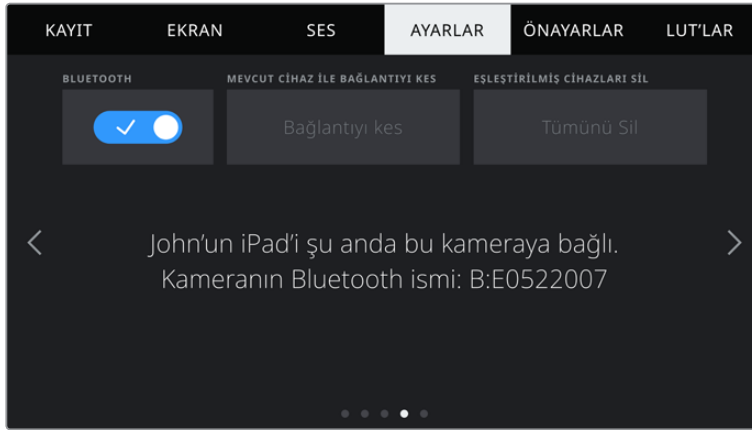 KAYIT EKRAN SES AYARLAR ÖNAYARLAR LUT’LAR
BLUETOOTH MEVCUT CİHAZ İLE BAĞLANTIYI KES EŞLEŞTİRİLMİŞ CİHAZLARI SİL
Bağlantıyı kes Tümünü Sil
John’un iPad’i şu anda bu kameraya bağlı.
Kameranın Bluetooth ismi: B:E0522007